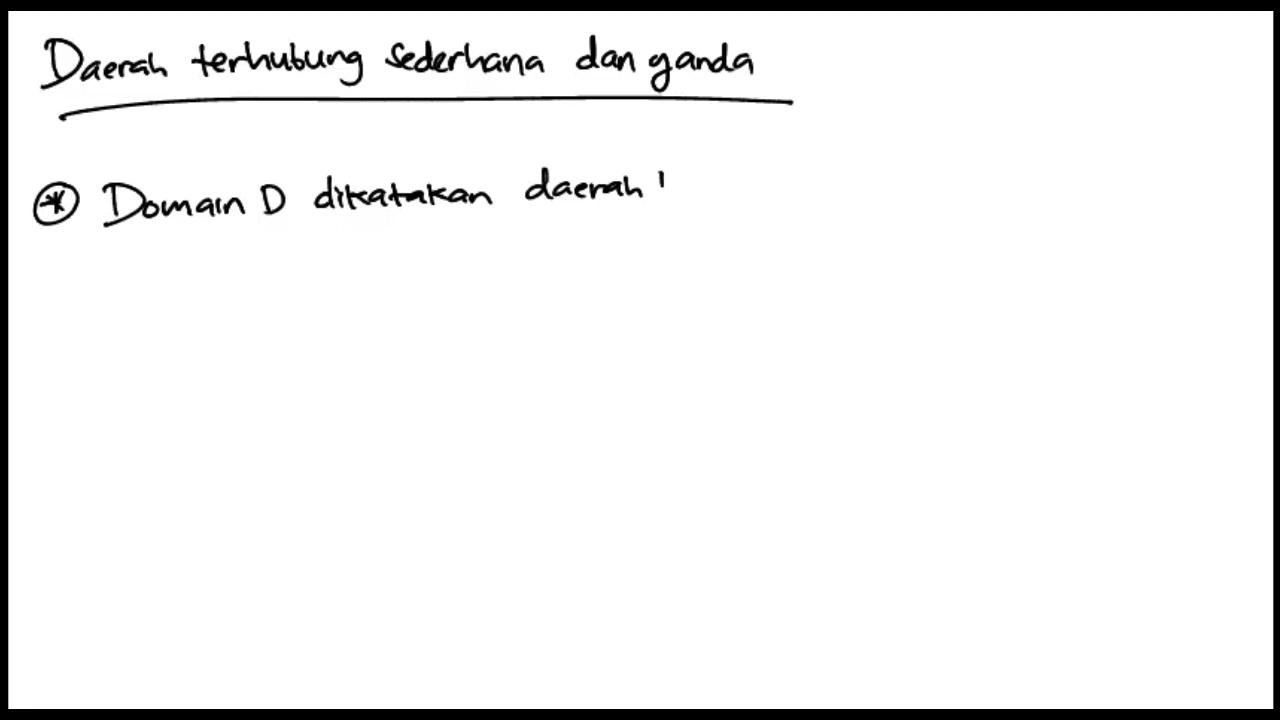 Daerah terhubung sederhana dan ganda
* Domain D dikatakan daerah